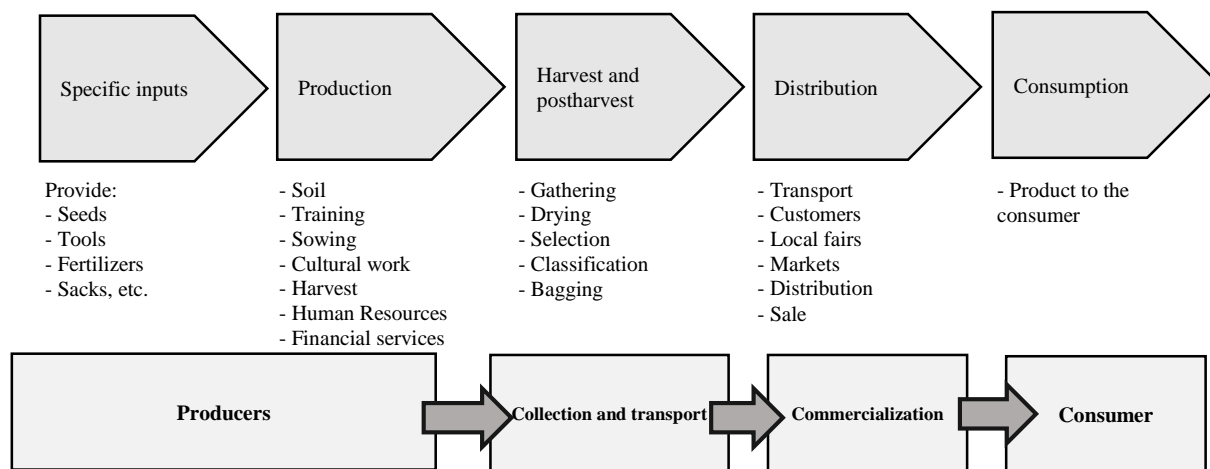 Specific inputs
Production
Harvest and
postharvest
Distribution
Consumption
Provide:
- Seeds
- Tools
- Fertilizers
- Sacks, etc.
- Soil
- Training
- Sowing
- Cultural work
- Harvest
- Human Resources
- Financial services
- Gathering
- Drying
- Selection
- Classification
- Bagging
- Transport
- Customers
- Local fairs
- Markets
- Distribution
- Sale
- Product to the
consumer
Producers
Collection and transport
Commercialization
Consumer